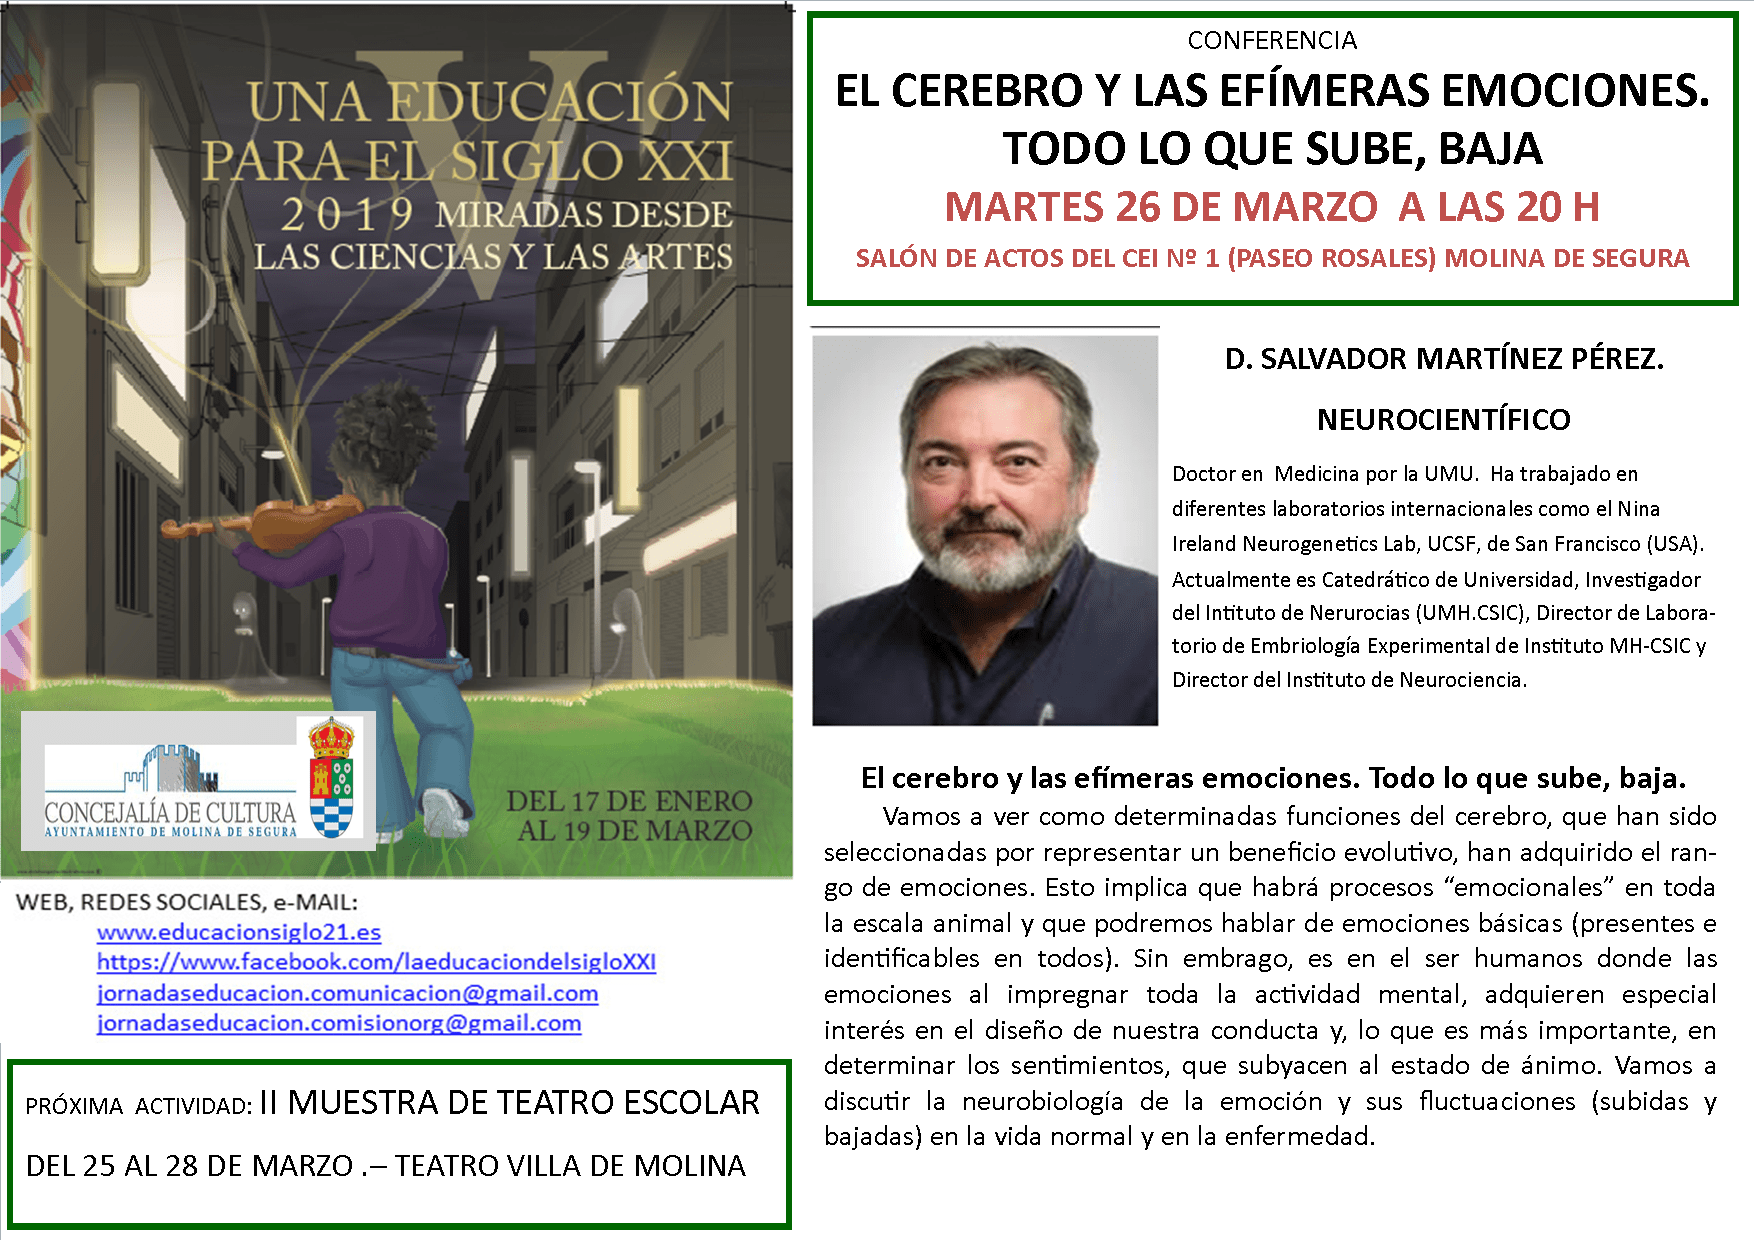 V
UNA EDUCACIÓN
PARA EL SIGLO XXI
2019 MIRADAS DESDE
LAS CIENCIAS Y LAS ARTES
CONCEJALÍA DE CULTURA
AYUNTAMIENTO DE MOLINA DE SEGURA
DEL 17 DE ENERO
AL 19 DE MARZO
WEB, REDES SOCIALES, e-MAIL:
www.educacionsiglo21.es
https://www.facebook.com/laeducaciondelsigloXXI
jornadaseducacion.comunicacion@gmail.com
jornadaseducacion.comisionorg@gmail.com
PRÓXIMA ACTIVIDAD: II MUESTRA DE TEATRO ESCOLAR
DEL 25 AL 28 DE MARZO .– TEATRO VILLA DE MOLINA
CONFERENCIA
EL CEREBRO Y LAS EFÍMERAS EMOCIONES.
TODO LO QUE SUBE, BAJA
MARTES 26 DE MARZO A LAS 20 H
SALÓN DE ACTOS DEL CEI Nº 1 (PASEO ROSALES) MOLINA DE SEGURA
D. SALVADOR MARTÍNEZ PÉREZ.
NEUROCIENTÍFICO
Doctor en Medicina por la UMU. Ha trabajado en
diferentes laboratorios internacionales como el Nina
Ireland Neurogenetics Lab, UCSF, de San Francisco (USA).
Actualmente es Catedrático de Universidad, Investigador
del Intituto de Nerurocias (UMH.CSIC), Director de Labora-
torio de Embriología Experimental de Instituto MH-CSIC y
Director del Instituto de Neurociencia.
El cerebro y las efímeras emociones. Todo lo que sube, baja.
Vamos a ver como determinadas funciones del cerebro, que han sido
seleccionadas por representar un beneficio evolutivo, han adquirido el ran-
go de emociones. Esto implica que habrá procesos “emocionales” en toda
la escala animal y que podremos hablar de emociones básicas (presentes e
identificables en todos). Sin embrago, es en el ser humanos donde las
emociones al impregnar toda la actividad mental, adquieren especial
interés en el diseño de nuestra conducta y, lo que es más importante, en
determinar los sentimientos, que subyacen al estado de ánimo. Vamos a
discutir la neurobiología de la emoción y sus fluctuaciones (subidas y
bajadas) en la vida normal y en la enfermedad.